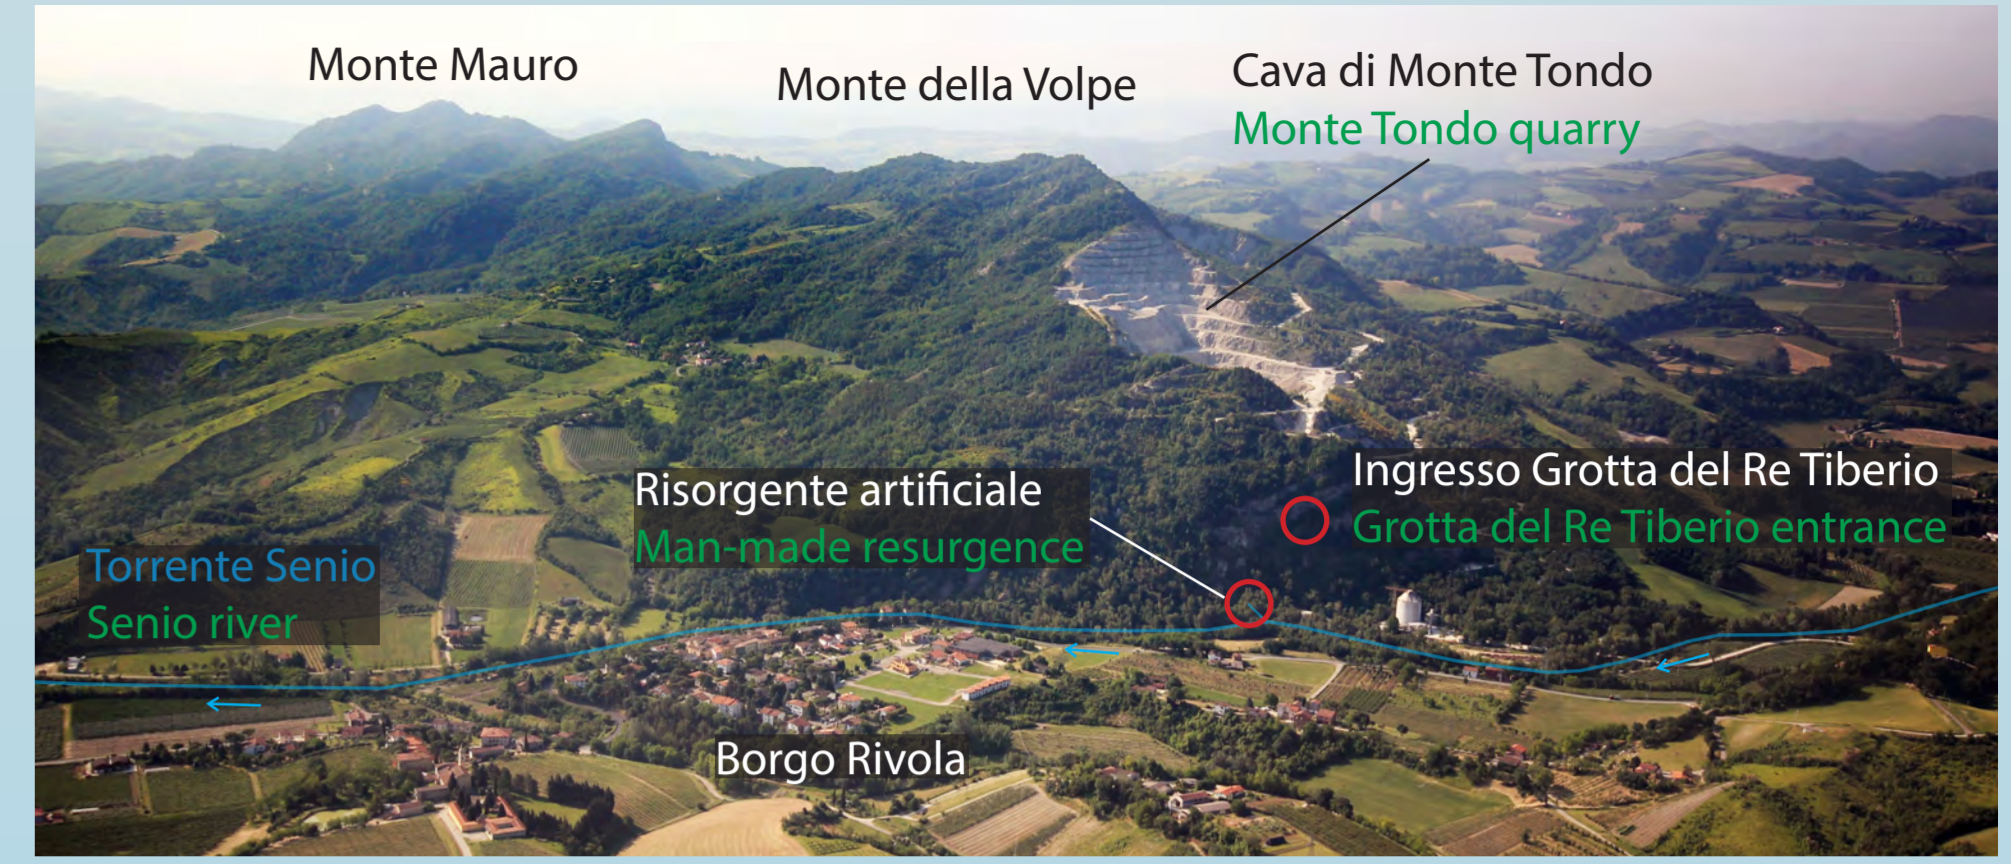 Monte Mauro
Monte della Volpe
Cava di Monte Tondo
Monte Tondo quarry
Risorgente artificiale
Man-made resurgence
Ingresso Grotta del Re Tiberio
Grotta del Re Tiberio entrance
Torrente Senio
Senio river
Borgo Rivola